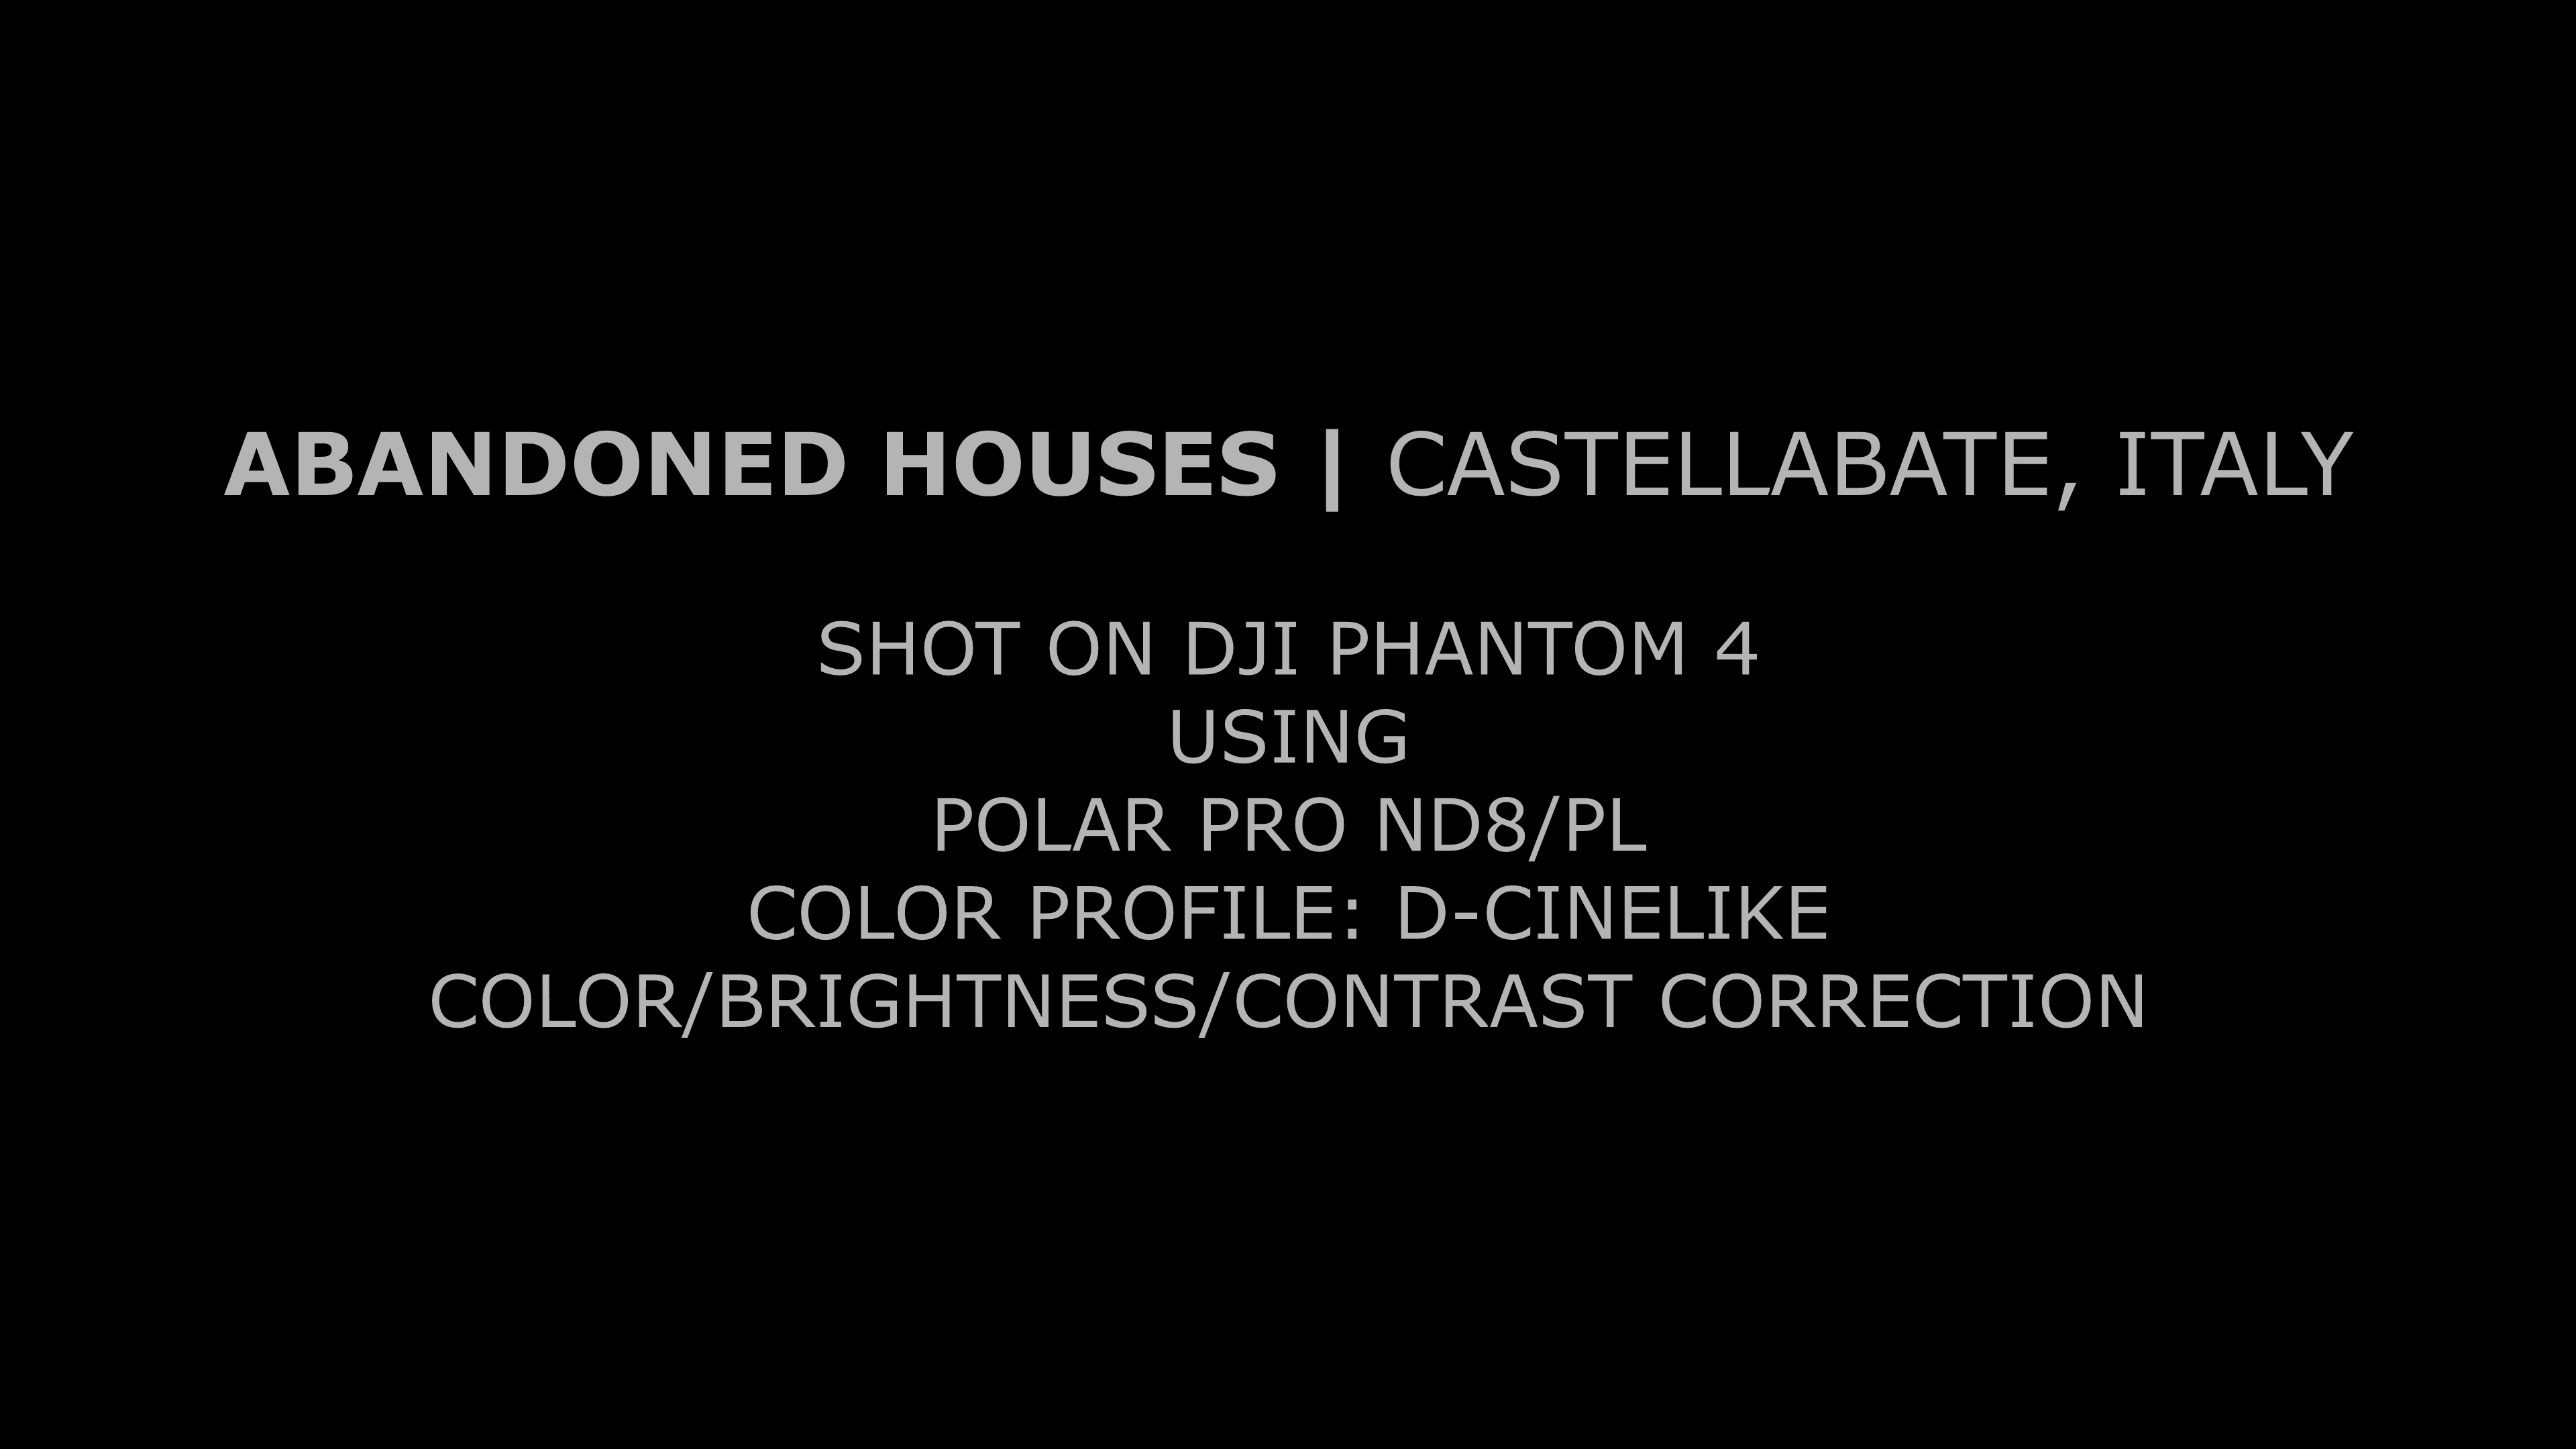 ABANDONED HOUSES | CASTELLABATE, ITALY
SHOT ON DJI PHANTOM 4
USING
POLAR PRO ND8/PL
COLOR PROFILE: D-CINELIKE
COLOR/BRIGHTNESS/CONTRAST CORRECTION